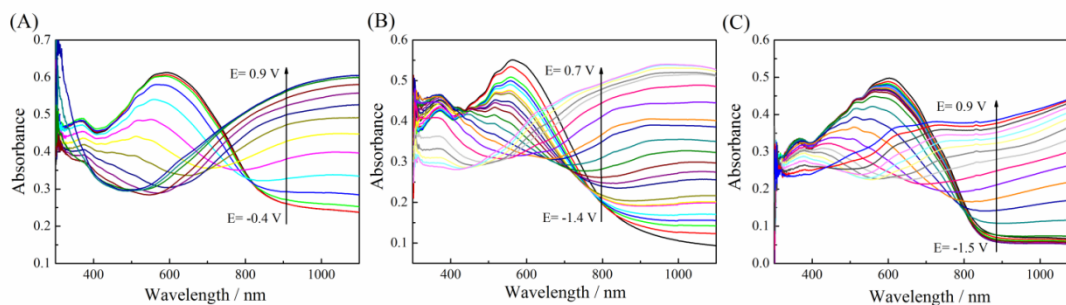 (A)
0.7
0.6
0.5
0.4
0.3
0.2
0.1
Absorbance
E= 0.9 V
E= -0.4 V
400 600 800 1000
Wavelength / nm
(B)
0.6
0.5
0.4
0.3
0.2
0.1
Absorbance
E= 0.7 V
E= -1.4 V
400 600 800 1000
Wavelength / nm
(C)
0.6
0.5
0.4
0.3
0.2
0.1
0.0
Absorbance
E= 0.9 V
E= -1.5 V
400 600 800 1000
Wavelength / nm